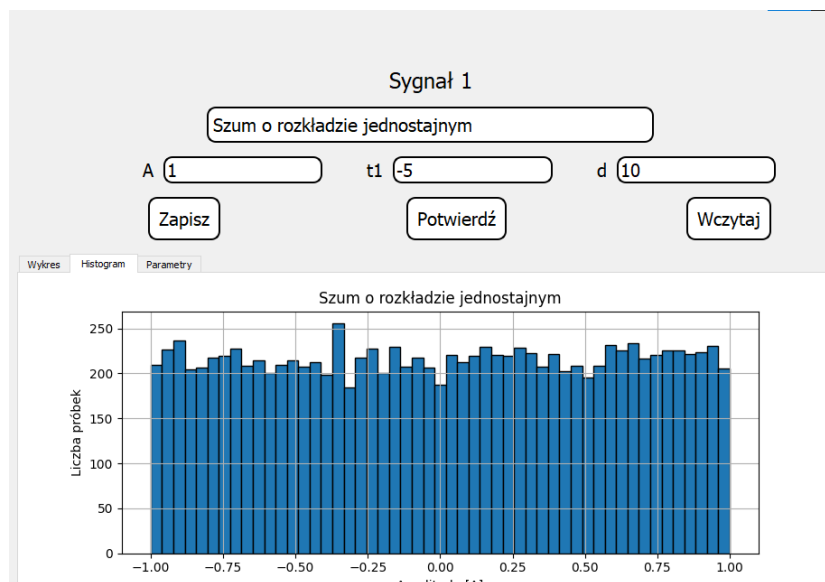 Sygnał 1
Szum o rozkładzie jednostajnym
A 1 t1 -5 d 10
Zapisz Potwierdź Wczytaj
Wykres Histogram Parametry
Szum o rozkładzie jednostajnym
250
200
150
100
50
0
Liczba próbek
−1.00 −0.75 −0.50 −0.25 0.00 0.25 0.50 0.75 1.00